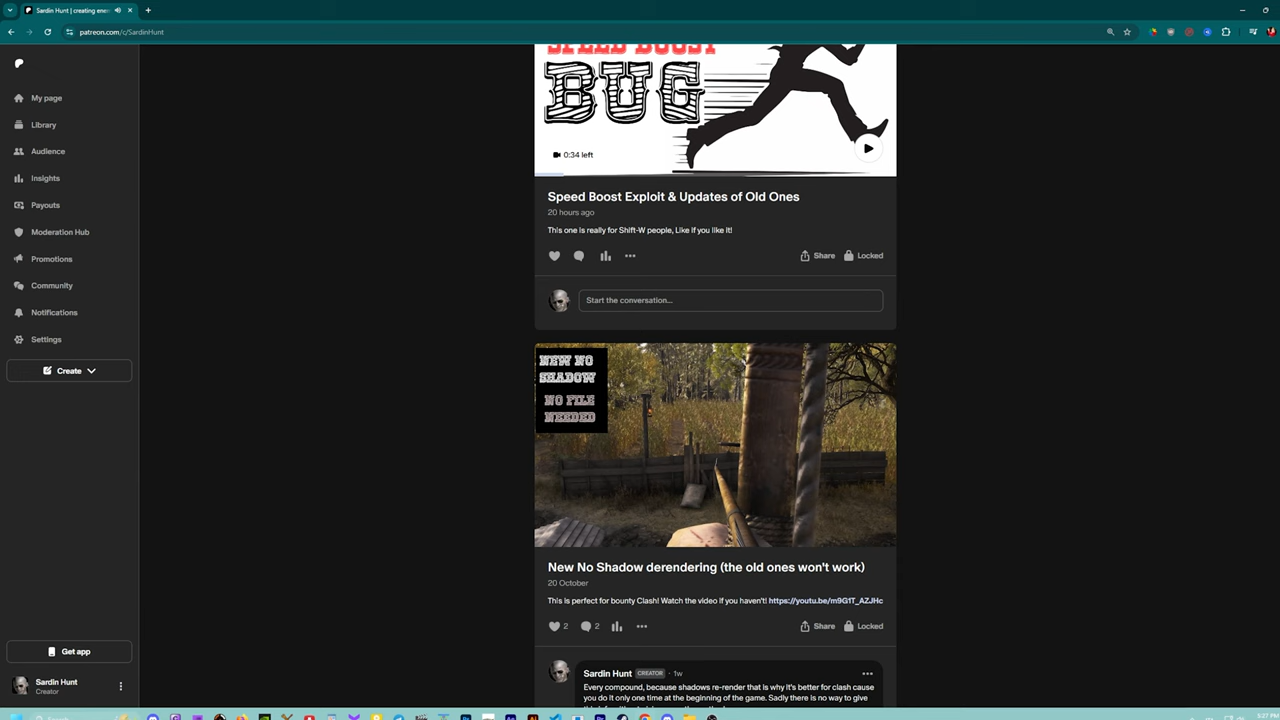 Sardin Hunt | creating ene
patreon.com/c/SardinHunt
My page
Library
Audience
Insights
Payouts
Moderation Hub
Promotions
Community
Notifications
Settings
Create
Get app
Sardin Hunt
Creator
SPEED BOOST
BUG
0:34 left
Speed Boost Exploit & Updates of Old Ones
20 hours ago
This one is really for Shift-W people, Like if you like it!
Share
Locked
Start the conversation...
NEW NO
SHADOW
NO FILE
NEEDED
New No Shadow derendering (the old ones won't work)
20 October
This is perfect for bounty Clash! Watch the video if you haven't! https://youtu.be/m9G1T_AZJHc
2
2
Share
Locked
Sardin Hunt CREATOR · 1w
Every compound, because shadows re-render that is why it's better for clash cause
you do it only one time at the beginning of the game. Sadly there is no way to give
Search
3:27 PM